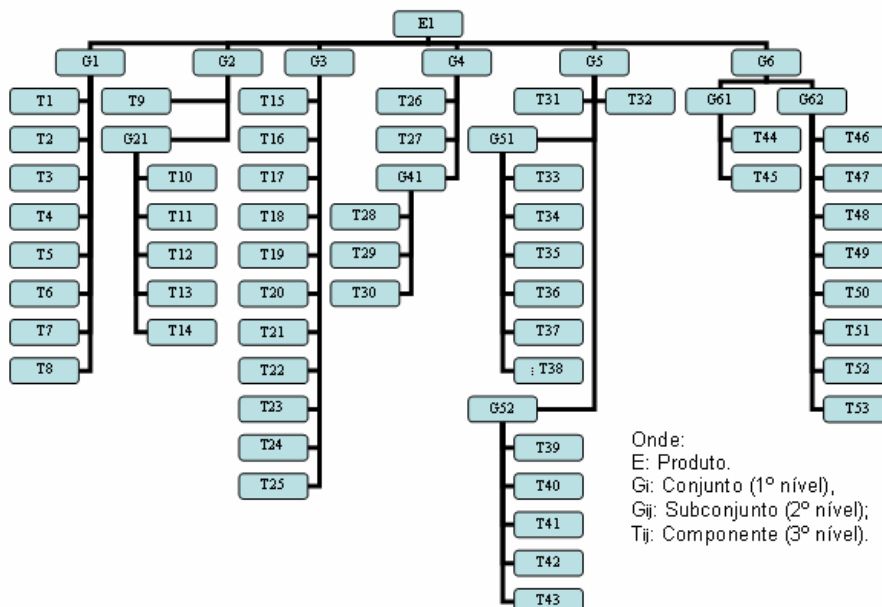 E1
G1 G2 G3 G4 G5 G6
T1 T9 T15 T26 T31 T32 G61 G62
T2 G21 T16 T27 G51 T44 T46
T3 T10 T17 G41 T33 T45 T47
T4 T11 T18 T28 T34 T48
T5 T12 T19 T29 T35 T49
T6 T13 T20 T30 T36 T50
T7 T14 T21 T37 T51
T8 T22 T38 T52
T23 G52 T53
T24 T39
T25 T40
T41
T42
T43
Onde:
E: Produto.
Gi: Conjunto (1º nível),
Gij: Subconjunto (2º nível);
Tij: Componente (3º nível).